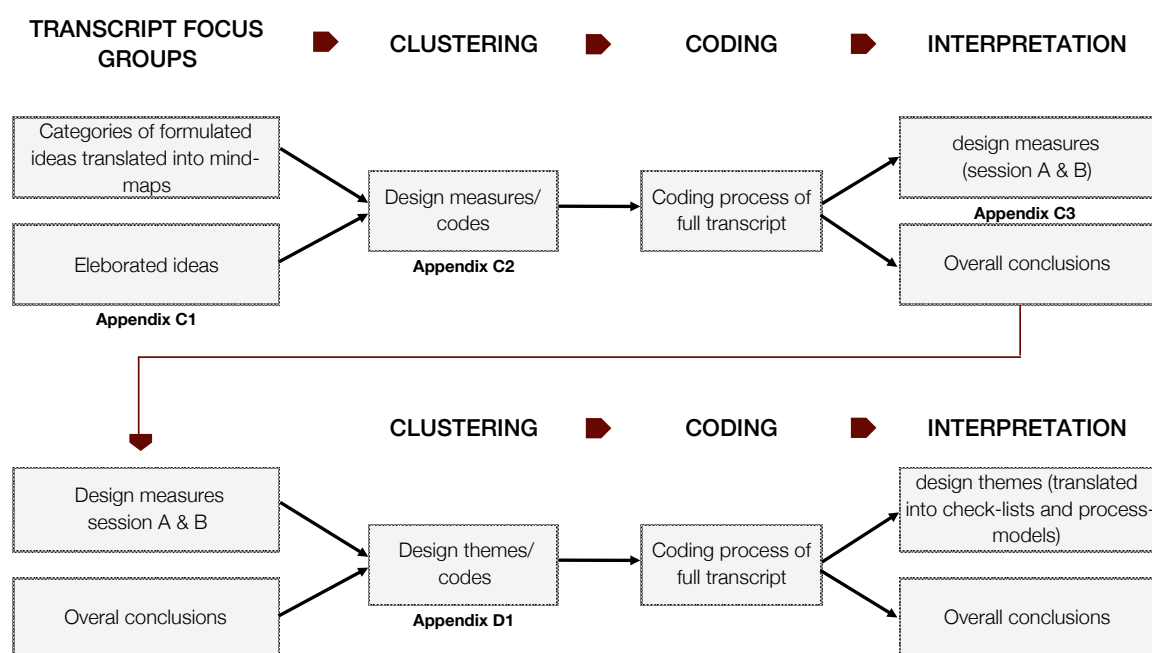 TRANSCRIPT FOCUS
GROUPS
CLUSTERING
CODING
INTERPRETATION
Categories of formulated
ideas translated into mind-
maps
Eleborated ideas
Appendix C1
Design measures/
codes
Appendix C2
Coding process of
full transcript
design measures
(session A & B)
Appendix C3
Overall conclusions
CLUSTERING
CODING
INTERPRETATION
Design measures
session A & B
Overal conclusions
Design themes/
codes
Appendix D1
Coding process of
full transcript
design themes (translated
into check-lists and process-
models)
Overall conclusions